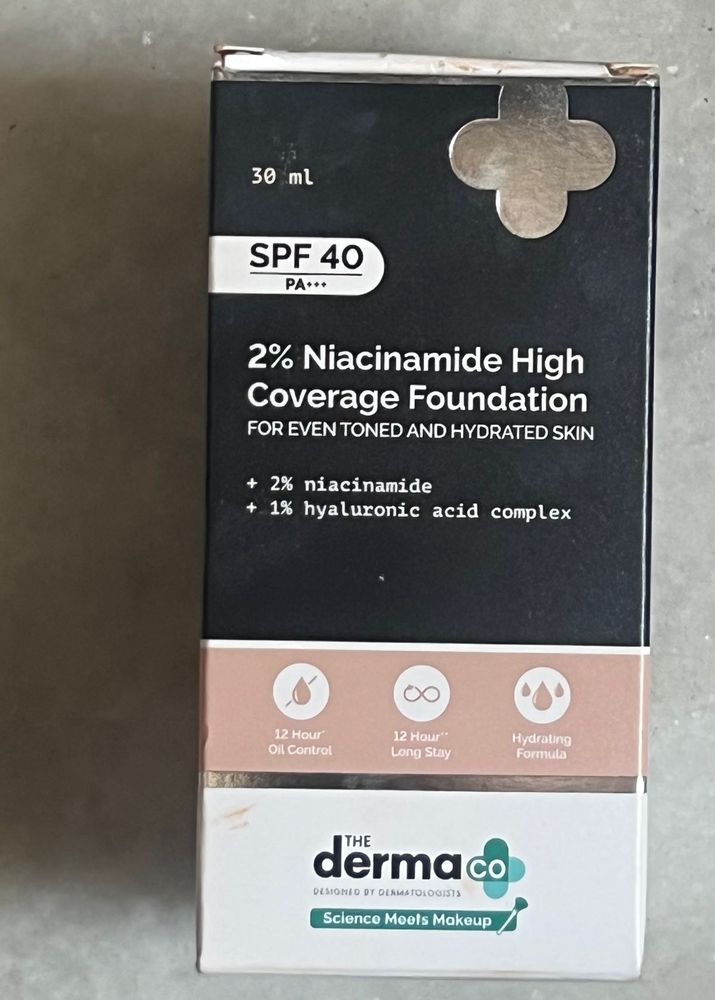 30 ml
SPF 40
PA+++
2% Niacinamide High
Coverage Foundation
FOR EVEN TONED AND HYDRATED SKIN
+ 2% niacinamide
+ 1% hyaluronic acid complex
12 Hour*
Oil Control
12 Hour**
Long Stay
Hydrating
Formula
THE
derma co
DESIGNED BY DERMATOLOGISTS
Science Meets Makeup